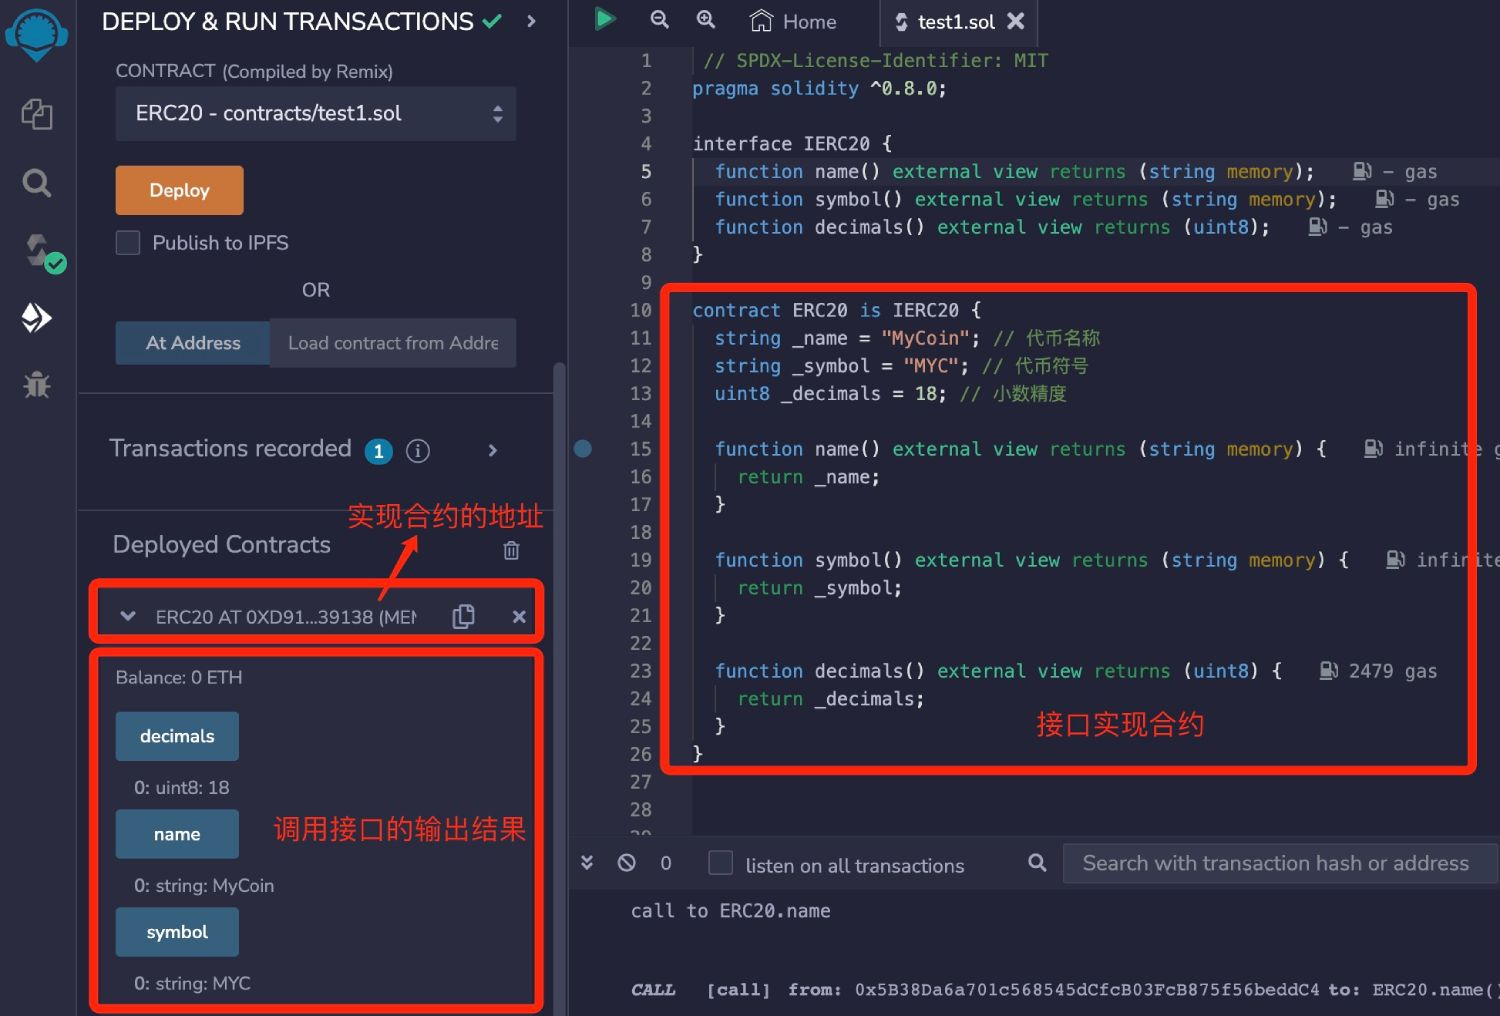 DEPLOY & RUN TRANSACTIONS
CONTRACT (Compiled by Remix)
ERC20 - contracts/test1.sol
Deploy
Publish to IPFS
OR
At Address
Load contract from Addre
Transactions recorded 1 i
实现合约的地址
Deployed Contracts
ERC20 AT 0XD91...39138 (MEM
Balance: 0 ETH
decimals
0: uint8: 18
name
调用接口的输出结果
0: string: MyCoin
symbol
0: string: MYC
Home
test1.sol
1 // SPDX-License-Identifier: MIT
2 pragma solidity ^0.8.0;
3
4 interface IERC20 {
5 function name() external view returns (string memory); - gas
6 function symbol() external view returns (string memory); - gas
7 function decimals() external view returns (uint8); - gas
8 }
9
10 contract ERC20 is IERC20 {
11 string _name = "MyCoin"; // 代币名称
12 string _symbol = "MYC"; // 代币符号
13 uint8 _decimals = 18; // 小数精度
14
15 function name() external view returns (string memory) { infinite g
16 return _name;
17 }
18
19 function symbol() external view returns (string memory) { infinite
20 return _symbol;
21 }
22
23 function decimals() external view returns (uint8) { 2479 gas
24 return _decimals;
25 }
接口实现合约
26 }
27
28
0 listen on all transactions
Search with transaction hash or address
call to ERC20.name
CALL [call] from: 0x5B38Da6a701c568545dCfcB03FcB875f56beddC4 to: ERC20.name()